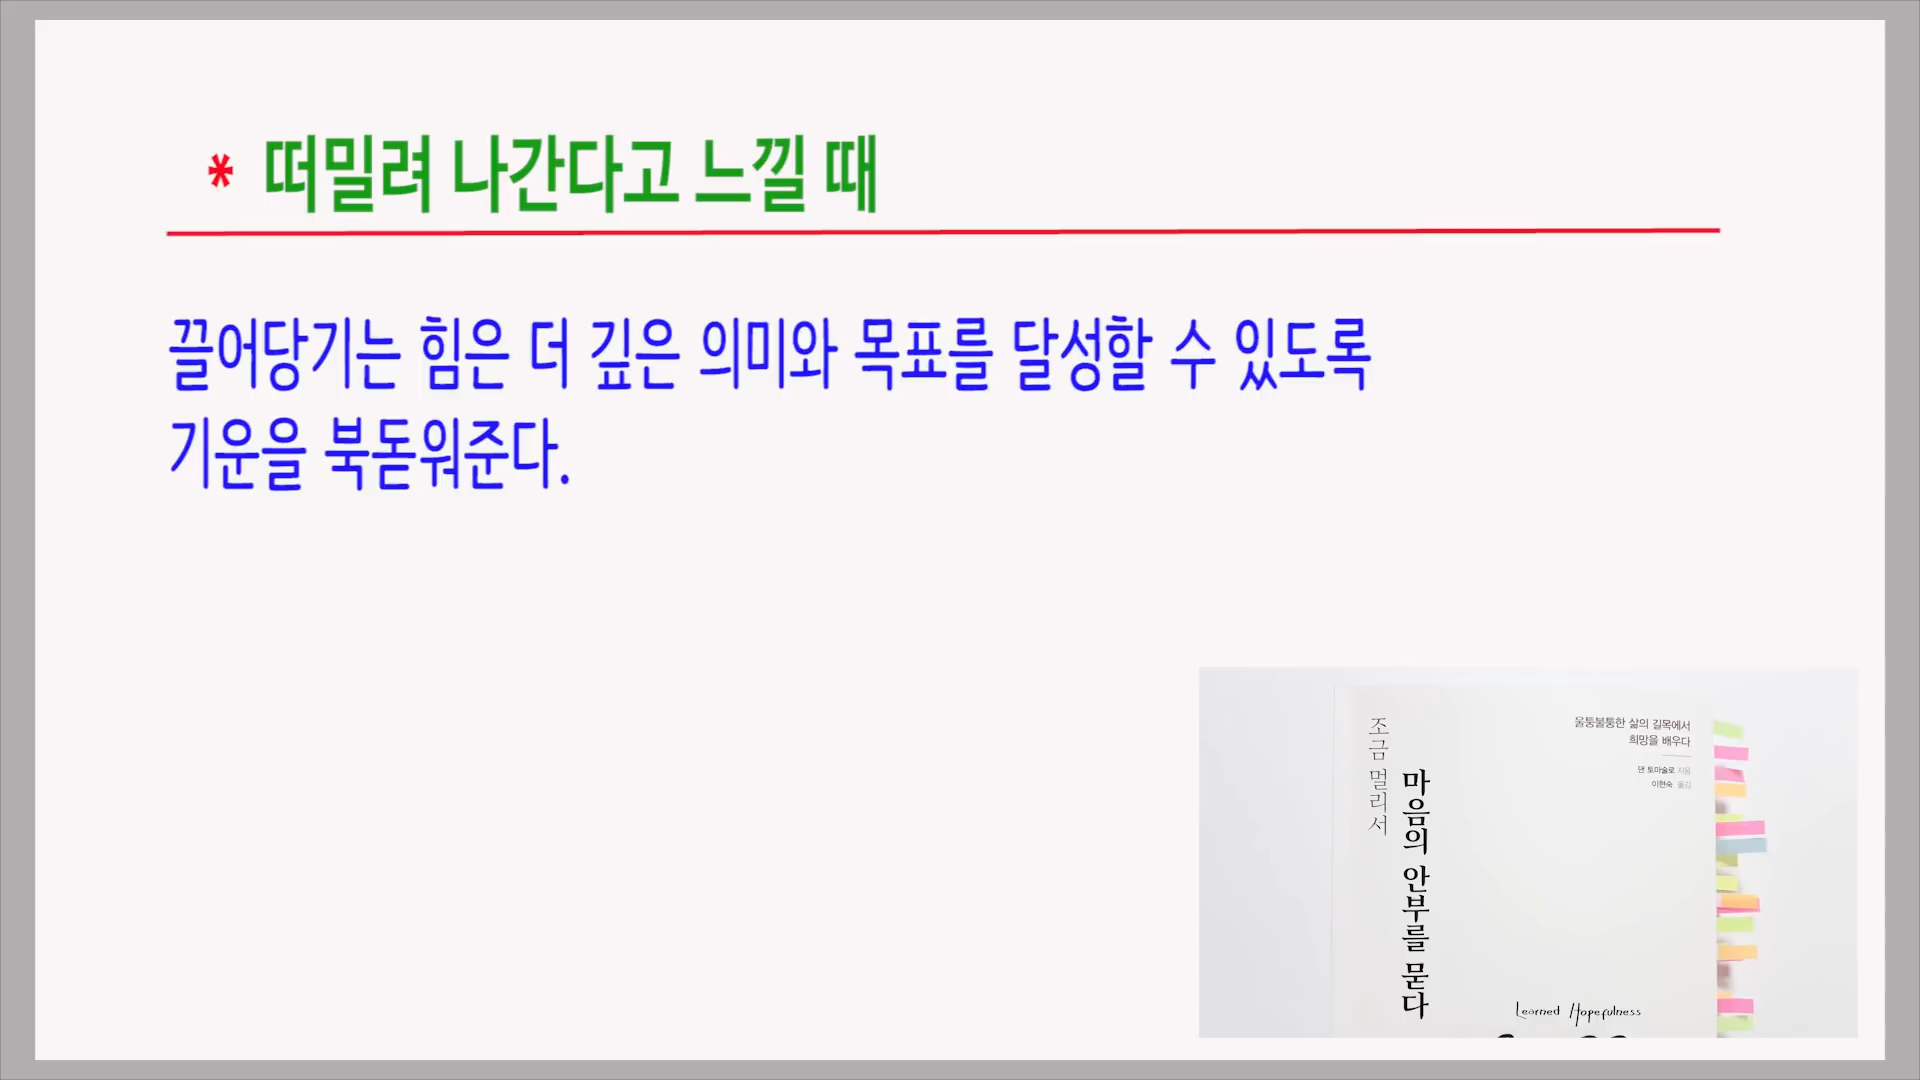 * 떠밀려 나간다고 느낄 때
끌어당기는 힘은 더 깊은 의미와 목표를 달성할 수 있도록
기운을 북돋워준다.
조금 멀리서
마음의 안부를 묻다
울퉁불퉁한 삶의 길목에서
희망을 배우다
댄 토마술로 지음
이현숙 옮김
Learned Hopefulness